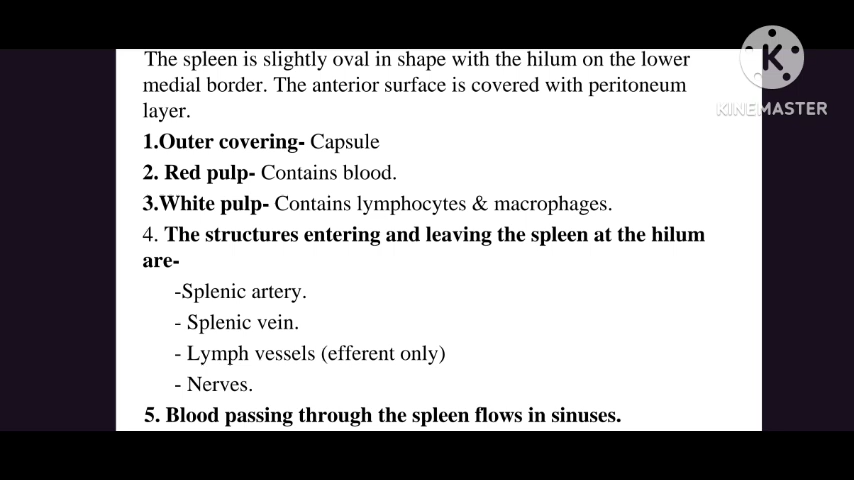 The spleen is slightly oval in shape with the hilum on the lower
medial border. The anterior surface is covered with peritoneum
layer.
1.Outer covering- Capsule
2. Red pulp- Contains blood.
3.White pulp- Contains lymphocytes & macrophages.
4. The structures entering and leaving the spleen at the hilum
are-
-Splenic artery.
- Splenic vein.
- Lymph vessels (efferent only)
- Nerves.
5. Blood passing through the spleen flows in sinuses.
K
KINEMASTER